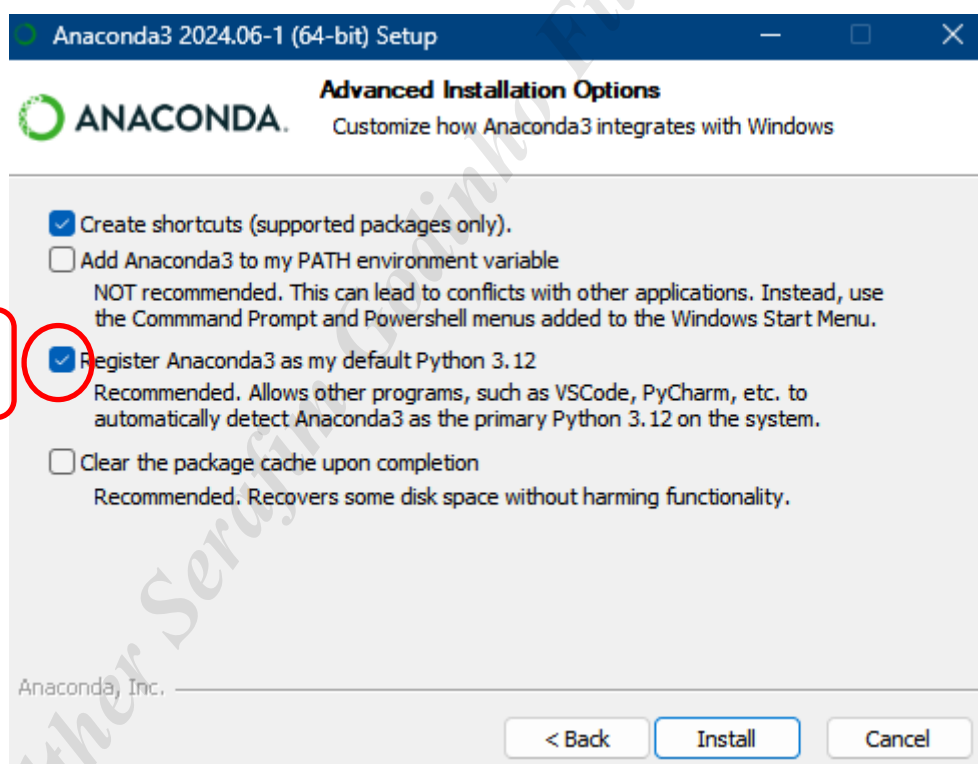 Anaconda3 2024.06-1 (64-bit) Setup
ANACONDA.
Advanced Installation Options
Customize how Anaconda3 integrates with Windows
Create shortcuts (supported packages only).
Add Anaconda3 to my PATH environment variable
NOT recommended. This can lead to conflicts with other applications. Instead, use
the Commmand Prompt and Powershell menus added to the Windows Start Menu.
Register Anaconda3 as my default Python 3.12
Recommended. Allows other programs, such as VSCode, PyCharm, etc. to
automatically detect Anaconda3 as the primary Python 3.12 on the system.
Clear the package cache upon completion
Recommended. Recovers some disk space without harming functionality.
Anaconda, Inc.
< Back
Install
Cancel
Serafim Godinho